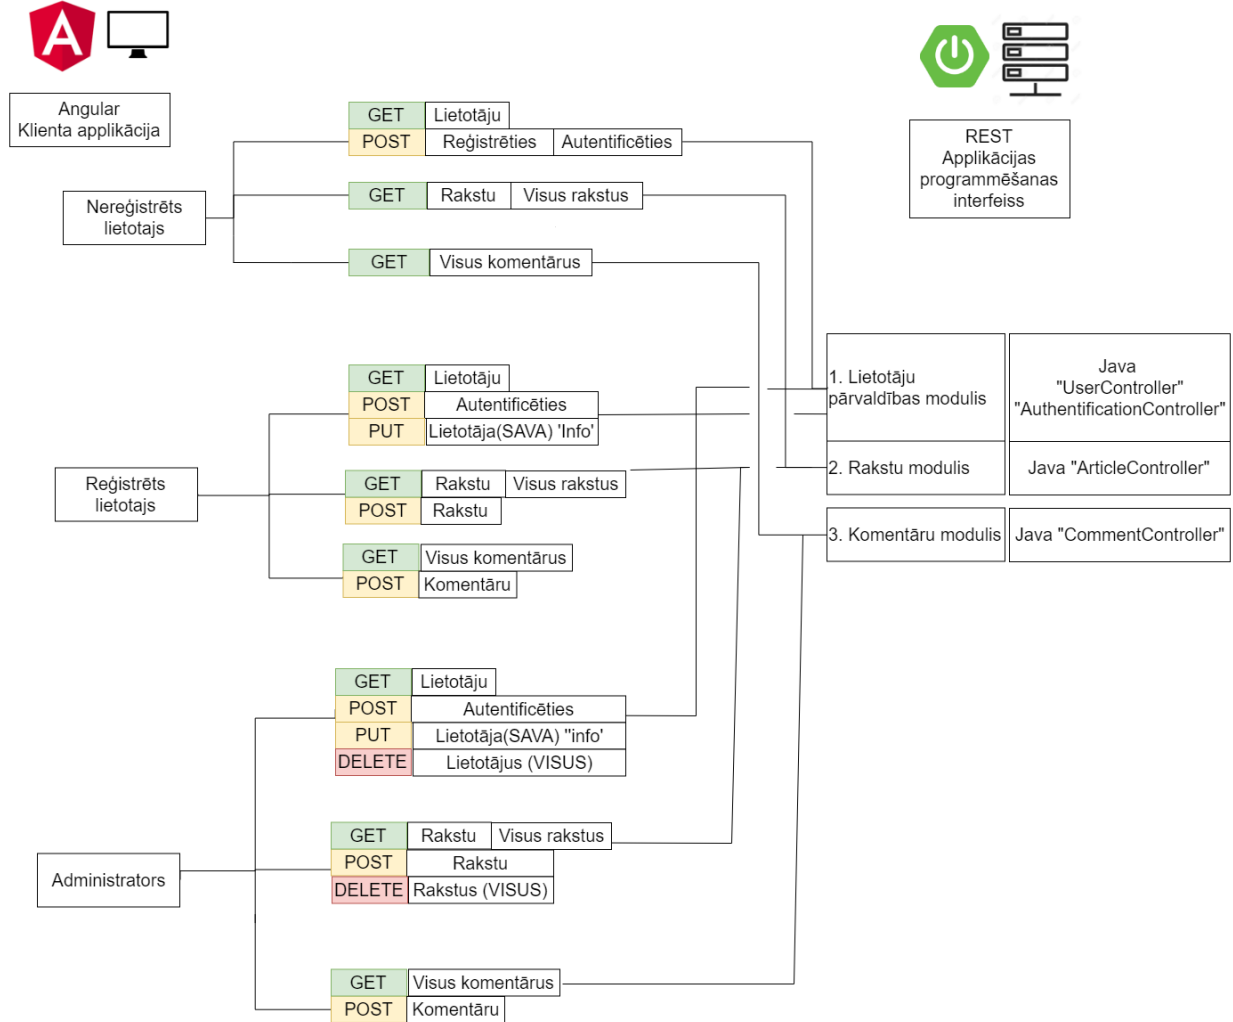 A
Angular
Klienta applikācija
REST
Applikācijas
programmēšanas
interfeiss
Nereģistrēts
lietotajs
GET Lietotāju
POST Reģistrēties Autentificēties
GET Rakstu Visus rakstus
GET Visus komentārus
Reģistrēts
lietotajs
GET Lietotāju
POST Autentificēties
PUT Lietotāja(SAVA) 'Info'
GET Rakstu Visus rakstus
POST Rakstu
GET Visus komentārus
POST Komentāru
Administrators
GET Lietotāju
POST Autentificēties
PUT Lietotāja(SAVA) "info'
DELETE Lietotājus (VISUS)
GET Rakstu Visus rakstus
POST Rakstu
DELETE Rakstus (VISUS)
GET Visus komentārus
POST Komentāru
1. Lietotāju
pārvaldības modulis
Java
"UserController"
"AuthentificationController"
2. Rakstu modulis
Java "ArticleController"
3. Komentāru modulis
Java "CommentController"